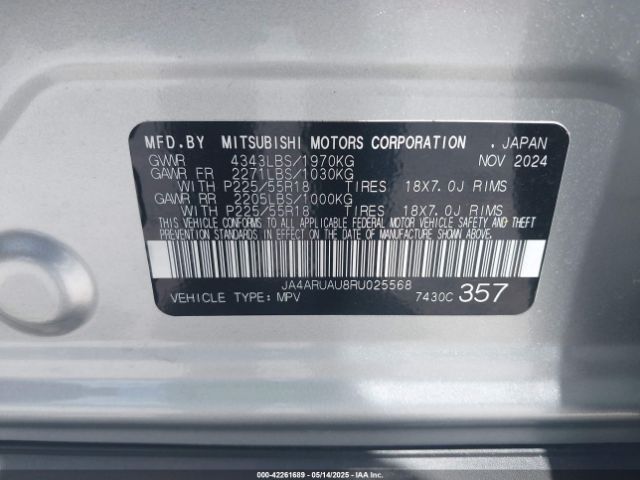 MFD.BY MITSUBISHI MOTORS CORPORATION , JAPAN
GVWR 4343LBS/1970KG NOV 2024
GAWR FR 2271LBS/1030KG
WITH P225/55R18 TIRES 18X7.0J RIMS
GAWR RR 2205LBS/1000KG
WITH P225/55R18 TIRES 18X7.0J RIMS
THIS VEHICLE CONFORMS TO ALL APPLICABLE FEDERAL MOTOR VEHICLE SAFETY AND THEFT
PREVENTION STANDARDS IN EFFECT ON THE DATE OF MANUFACTURE SHOWN ABOVE.
JA4ARUAU8RU025568
VEHICLE TYPE: MPV 7430C 357
000-42261689 - 05/14/2025 - IAA Inc.